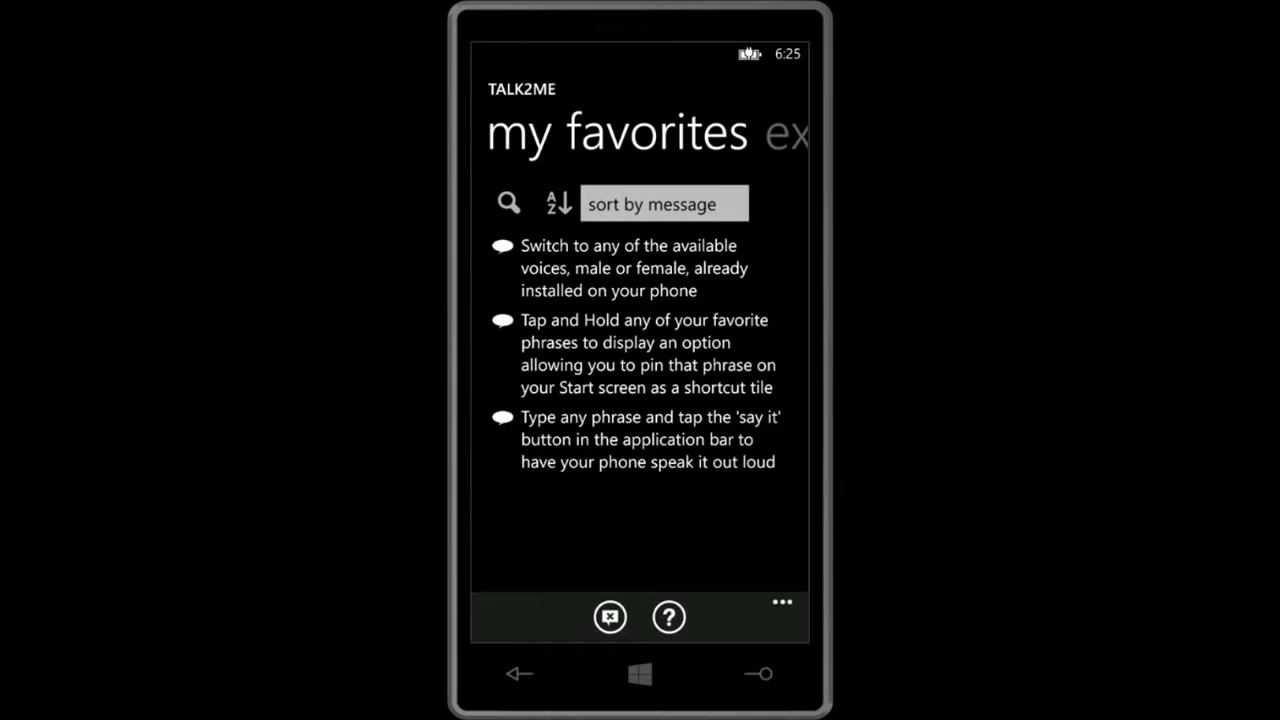 6:25
TALK2ME
my favorites ex
A
Z
sort by message
Switch to any of the available
voices, male or female, already
installed on your phone
Tap and Hold any of your favorite
phrases to display an option
allowing you to pin that phrase on
your Start screen as a shortcut tile
Type any phrase and tap the 'say it'
button in the application bar to
have your phone speak it out loud
?